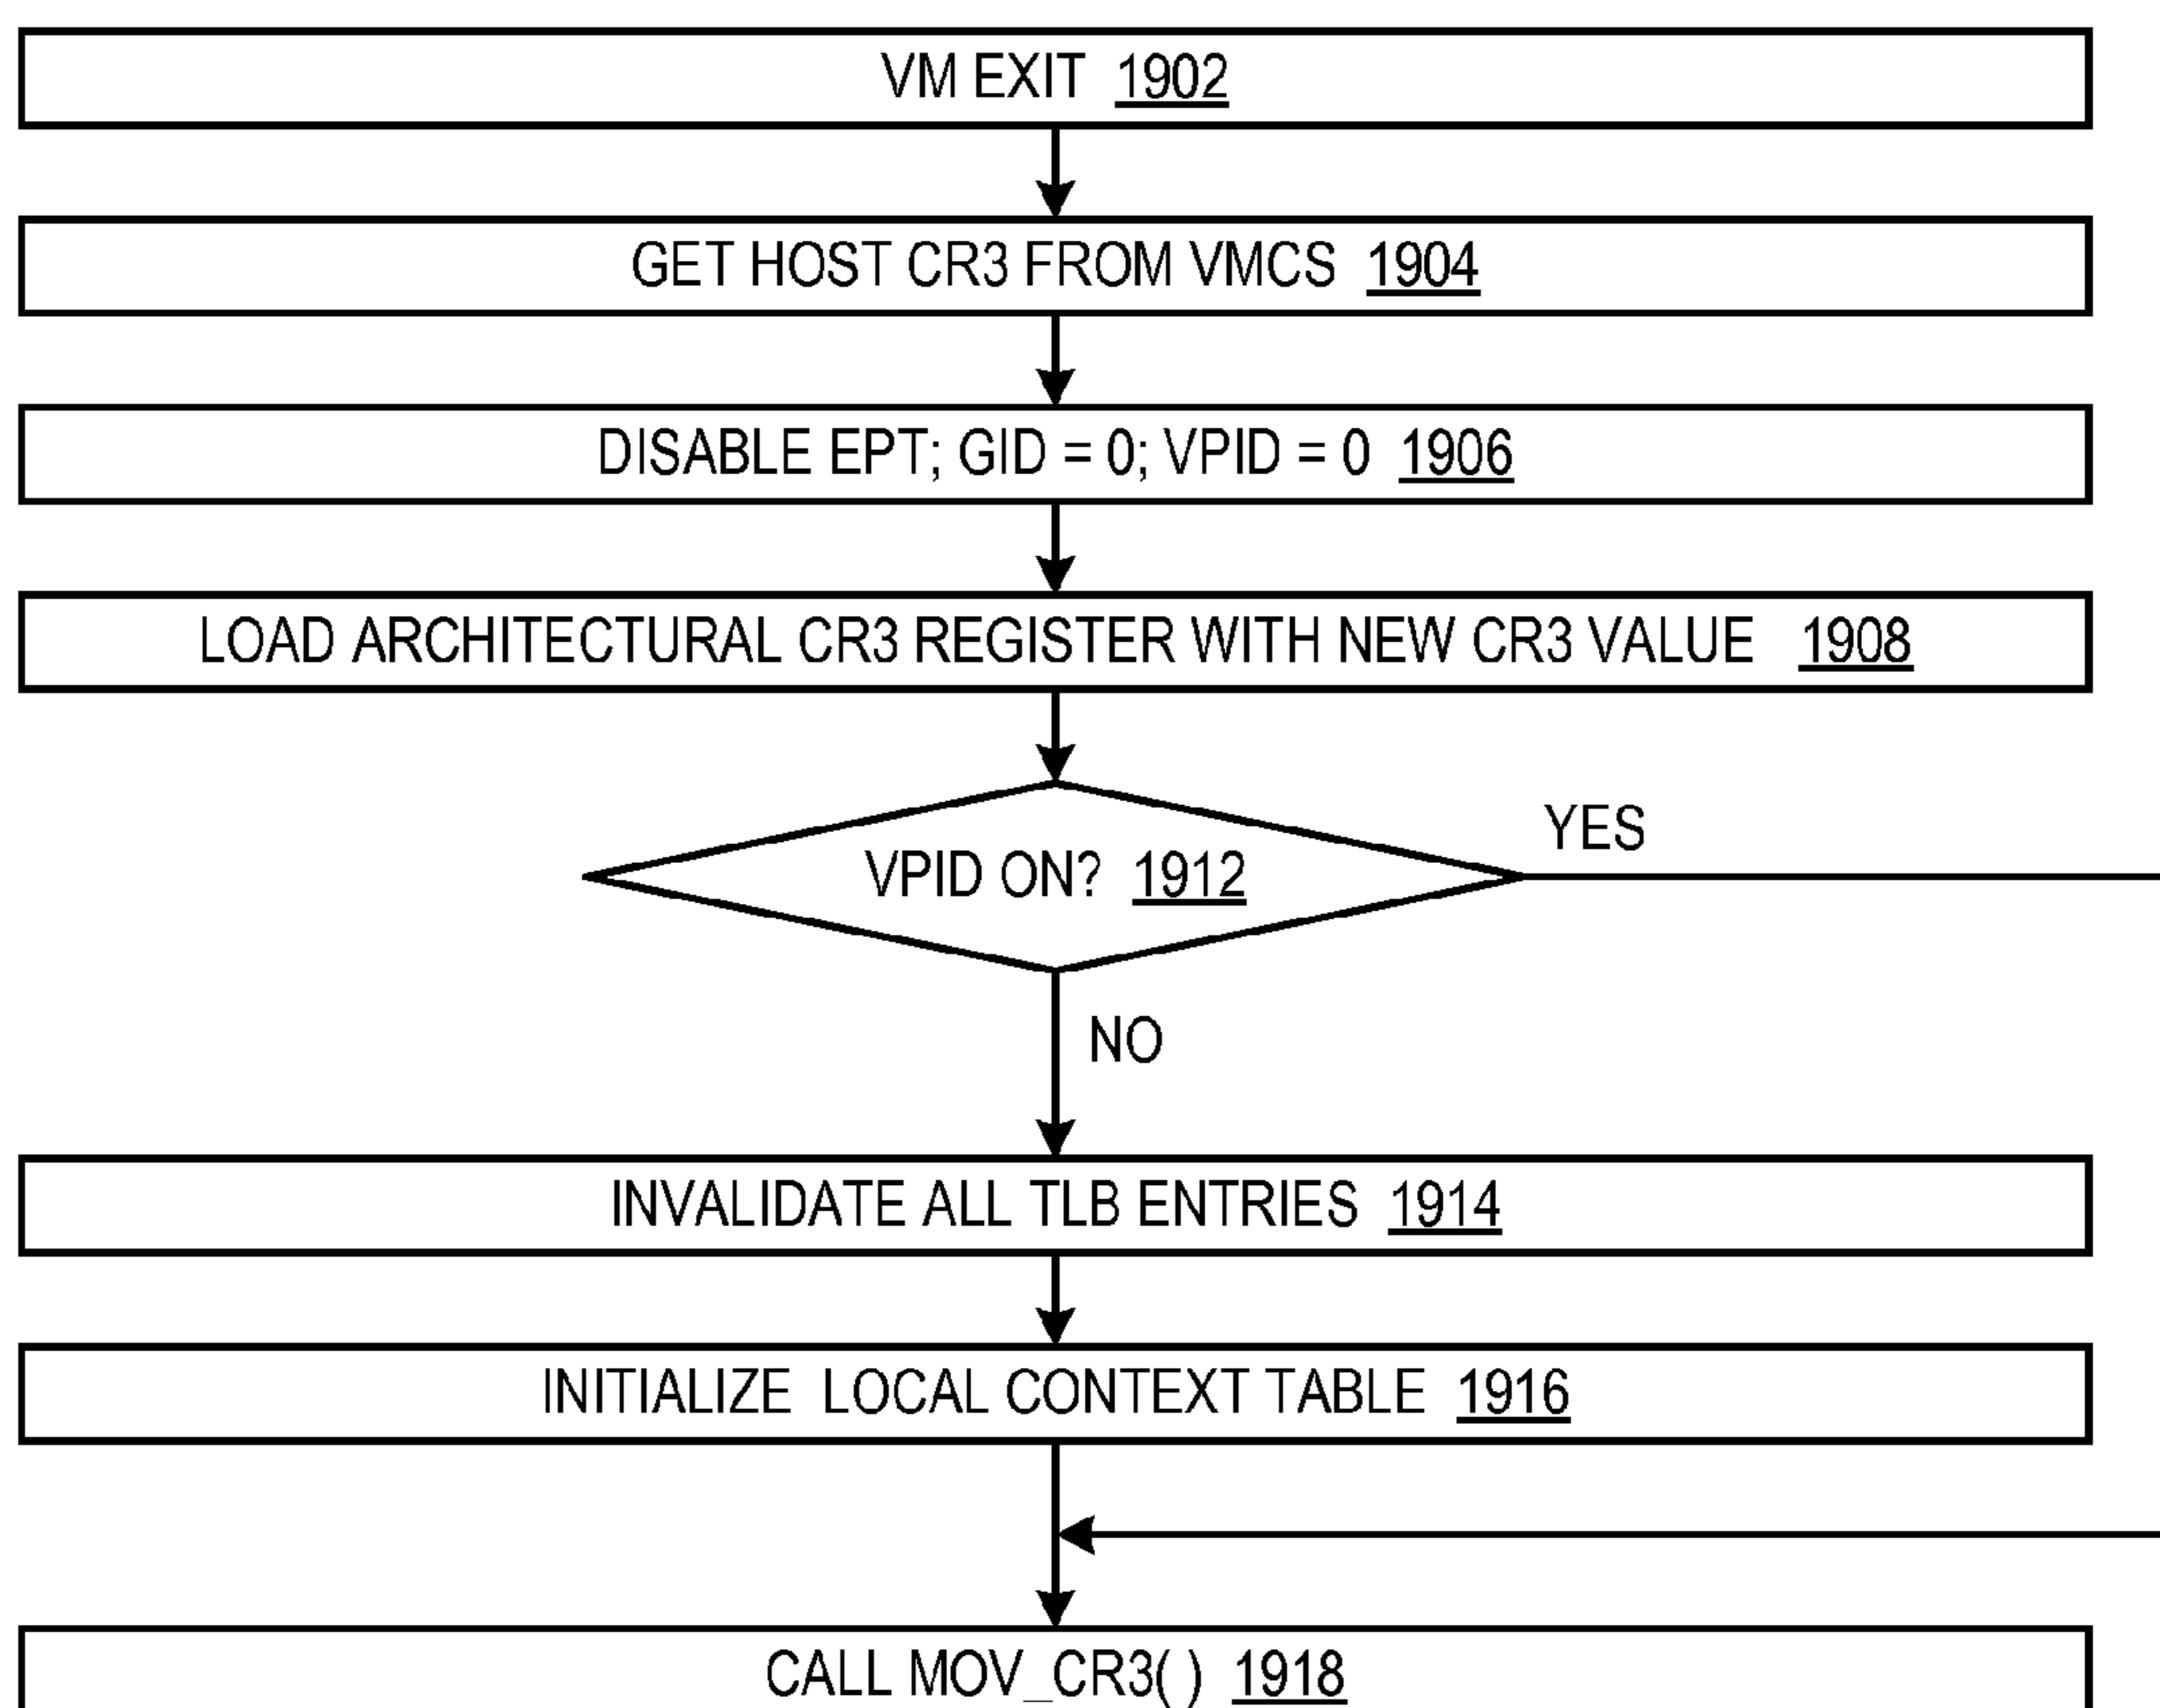 VM EXIT 1902
GET HOST CR3 FROM VMCS 1904
DISABLE EPT; GID = 0; VPID = 0 1906
LOAD ARCHITECTURAL CR3 REGISTER WITH NEW CR3 VALUE 1908
YES
VPID ON? 1912
NO
INVALIDATE ALL TLB ENTRIES 1914
INITIALIZE LOCAL CONTEXT TABLE 1916
CALL MOV_CR3( ) 1918